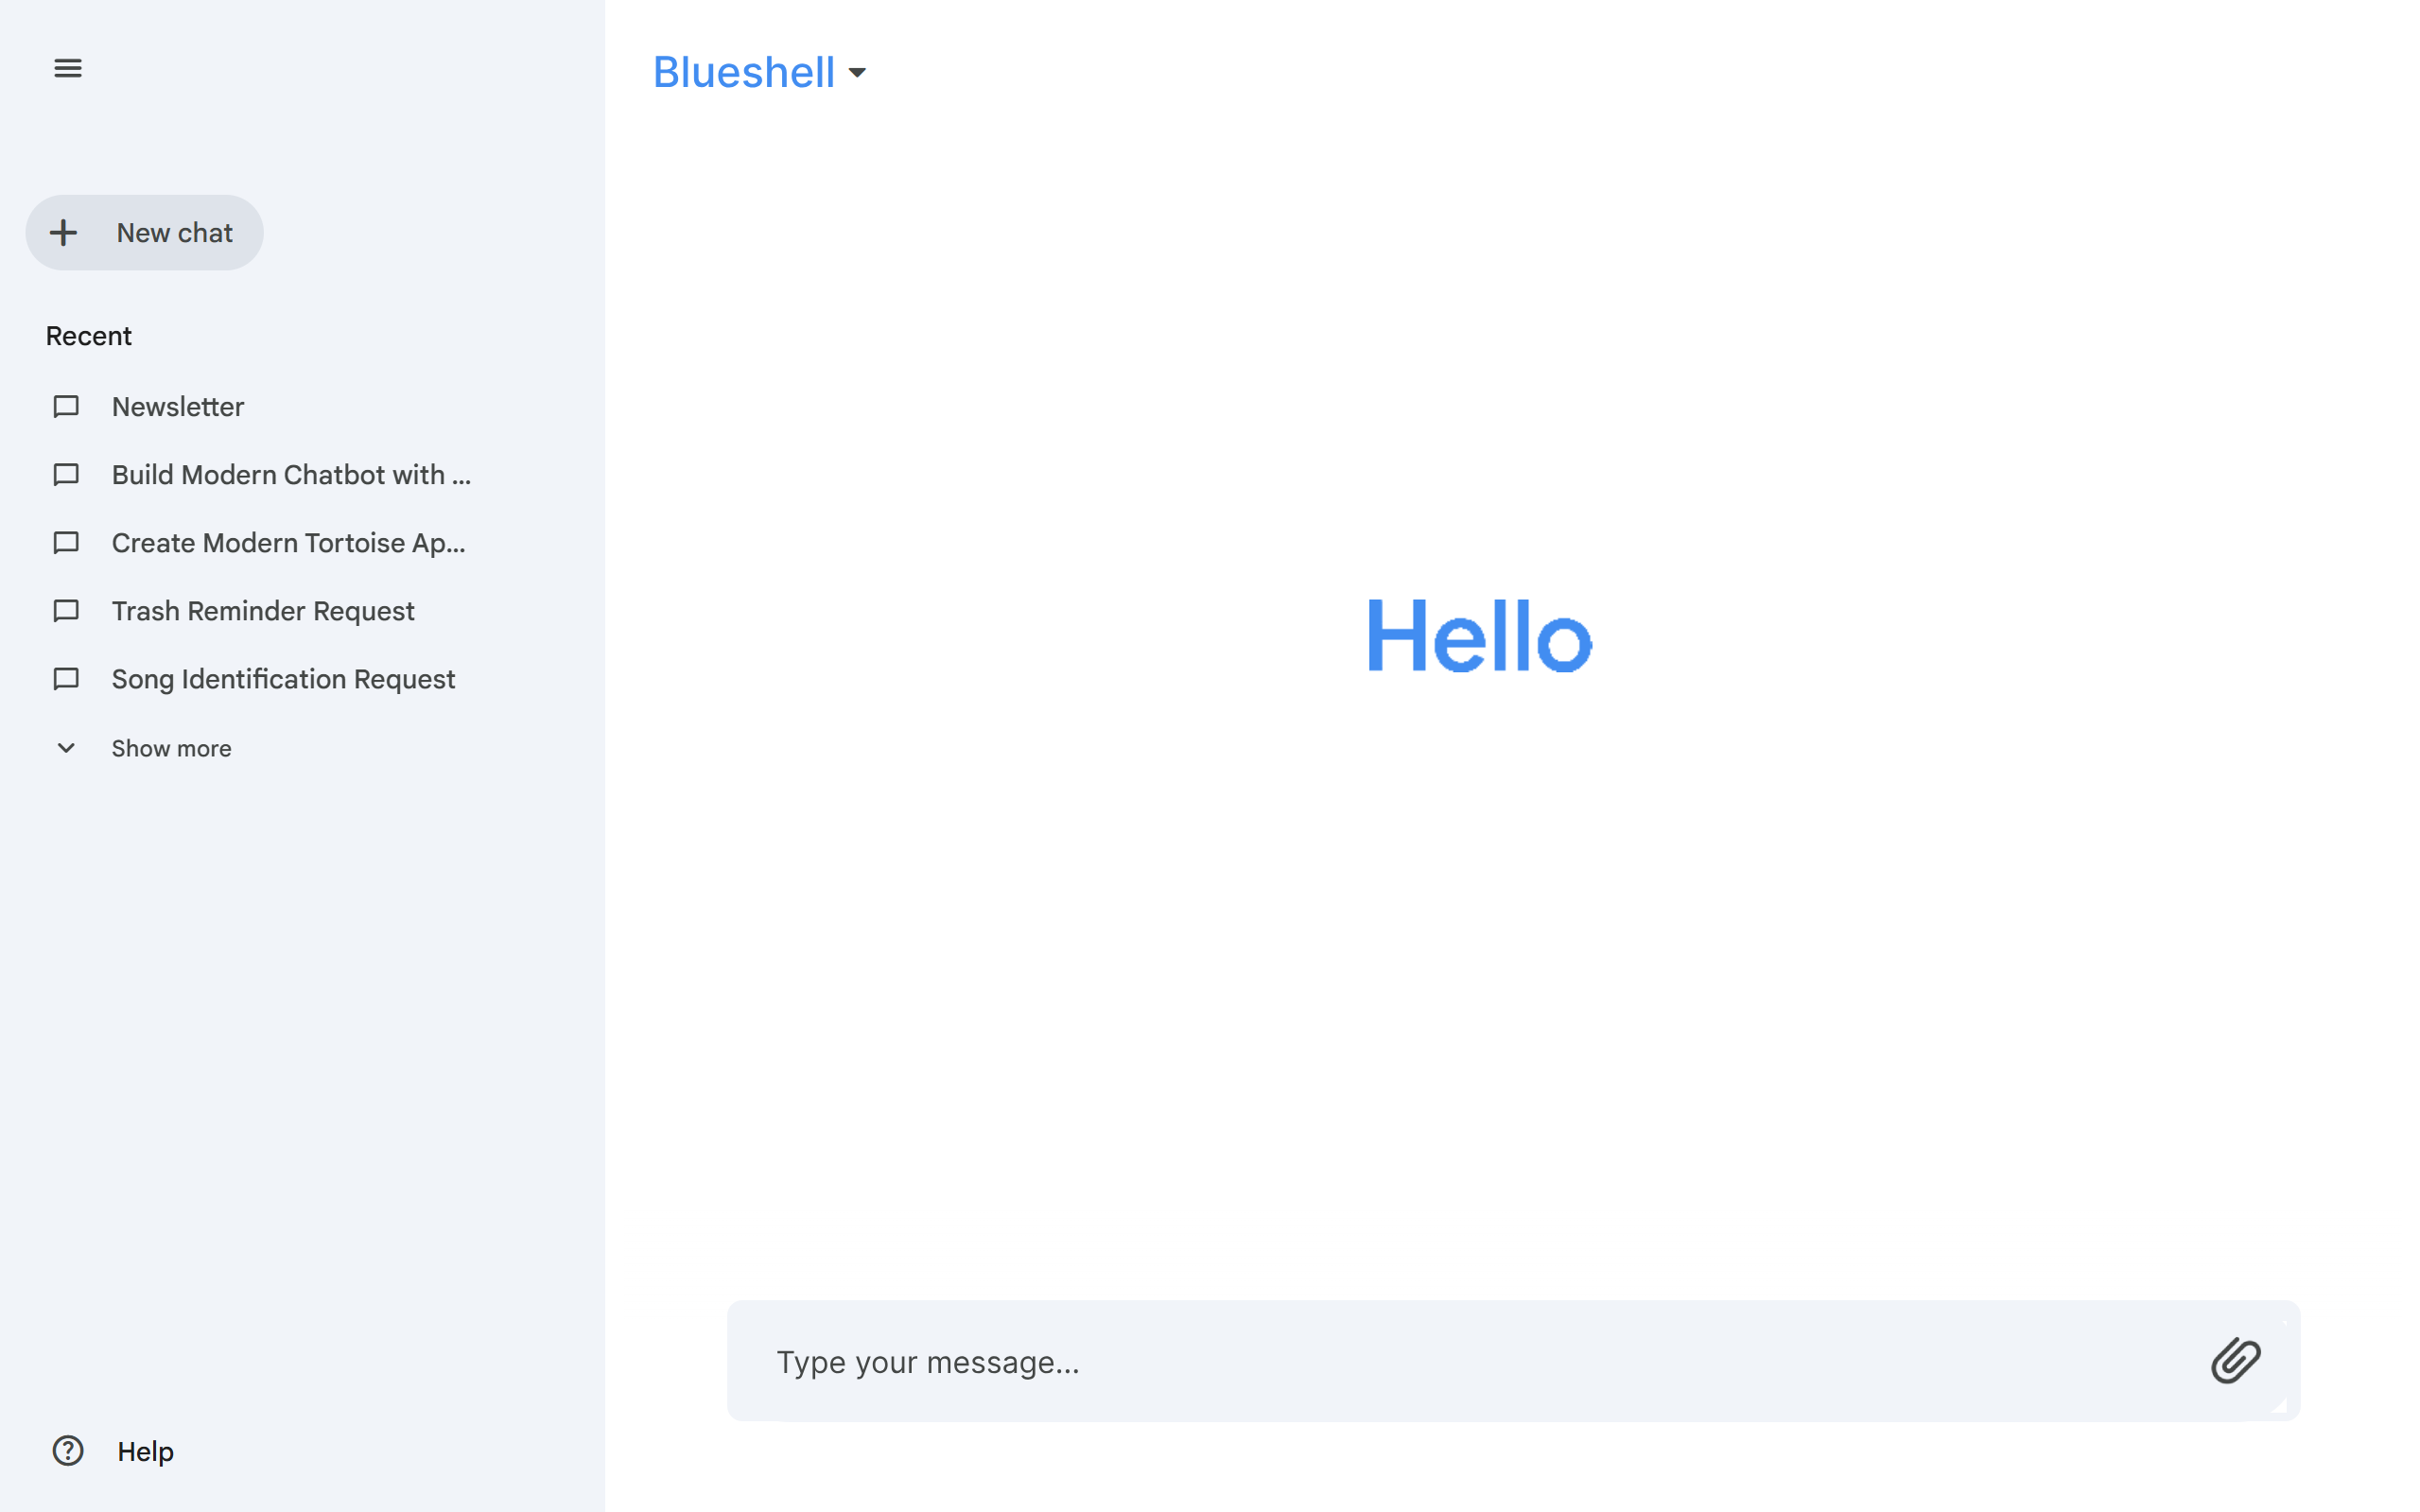 Blueshell
New chat
Recent
Newsletter
Build Modern Chatbot with ...
Create Modern Tortoise Ap...
Trash Reminder Request
Song Identification Request
Show more
Help
Hello
Type your message...